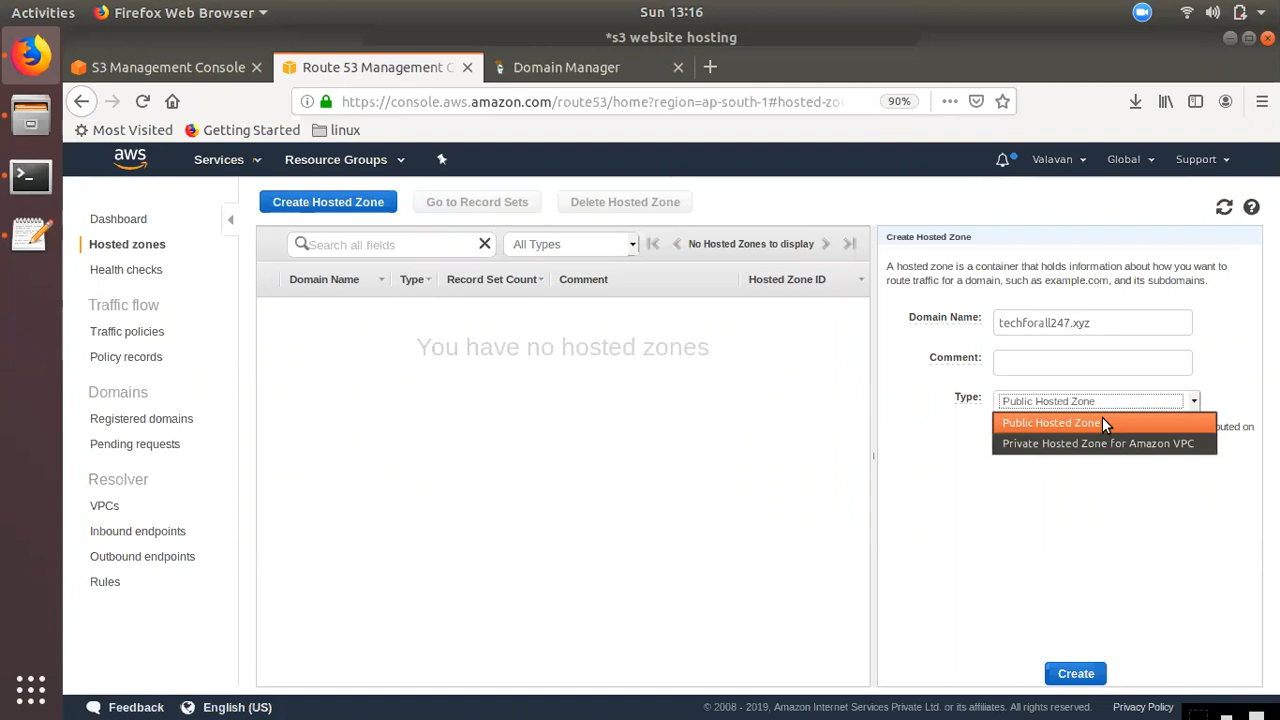 Activities
Firefox Web Browser
Sun 13:16
*s3 website hosting
S3 Management Console
Route 53 Management C
Domain Manager
https://console.aws.amazon.com/route53/home?region=ap-south-1#hosted-zo
90%
Most Visited
Getting Started
linux
aws
Services
Resource Groups
Valavan
Global
Support
Dashboard
Hosted zones
Health checks
Traffic flow
Traffic policies
Policy records
Domains
Registered domains
Pending requests
Resolver
VPCs
Inbound endpoints
Outbound endpoints
Rules
Create Hosted Zone
Go to Record Sets
Delete Hosted Zone
Search all fields
All Types
No Hosted Zones to display
Domain Name
Type
Record Set Count
Comment
Hosted Zone ID
You have no hosted zones
Create Hosted Zone
A hosted zone is a container that holds information about how you want to
route traffic for a domain, such as example.com, and its subdomains.
Domain Name:
techforall247.xyz
Comment:
Type:
Public Hosted Zone
Public Hosted Zone
Private Hosted Zone for Amazon VPC
outed on
Create
Feedback
English (US)
© 2008 - 2019, Amazon Internet Services Private Ltd. or its affiliates. All rights reserved.
Privacy Policy